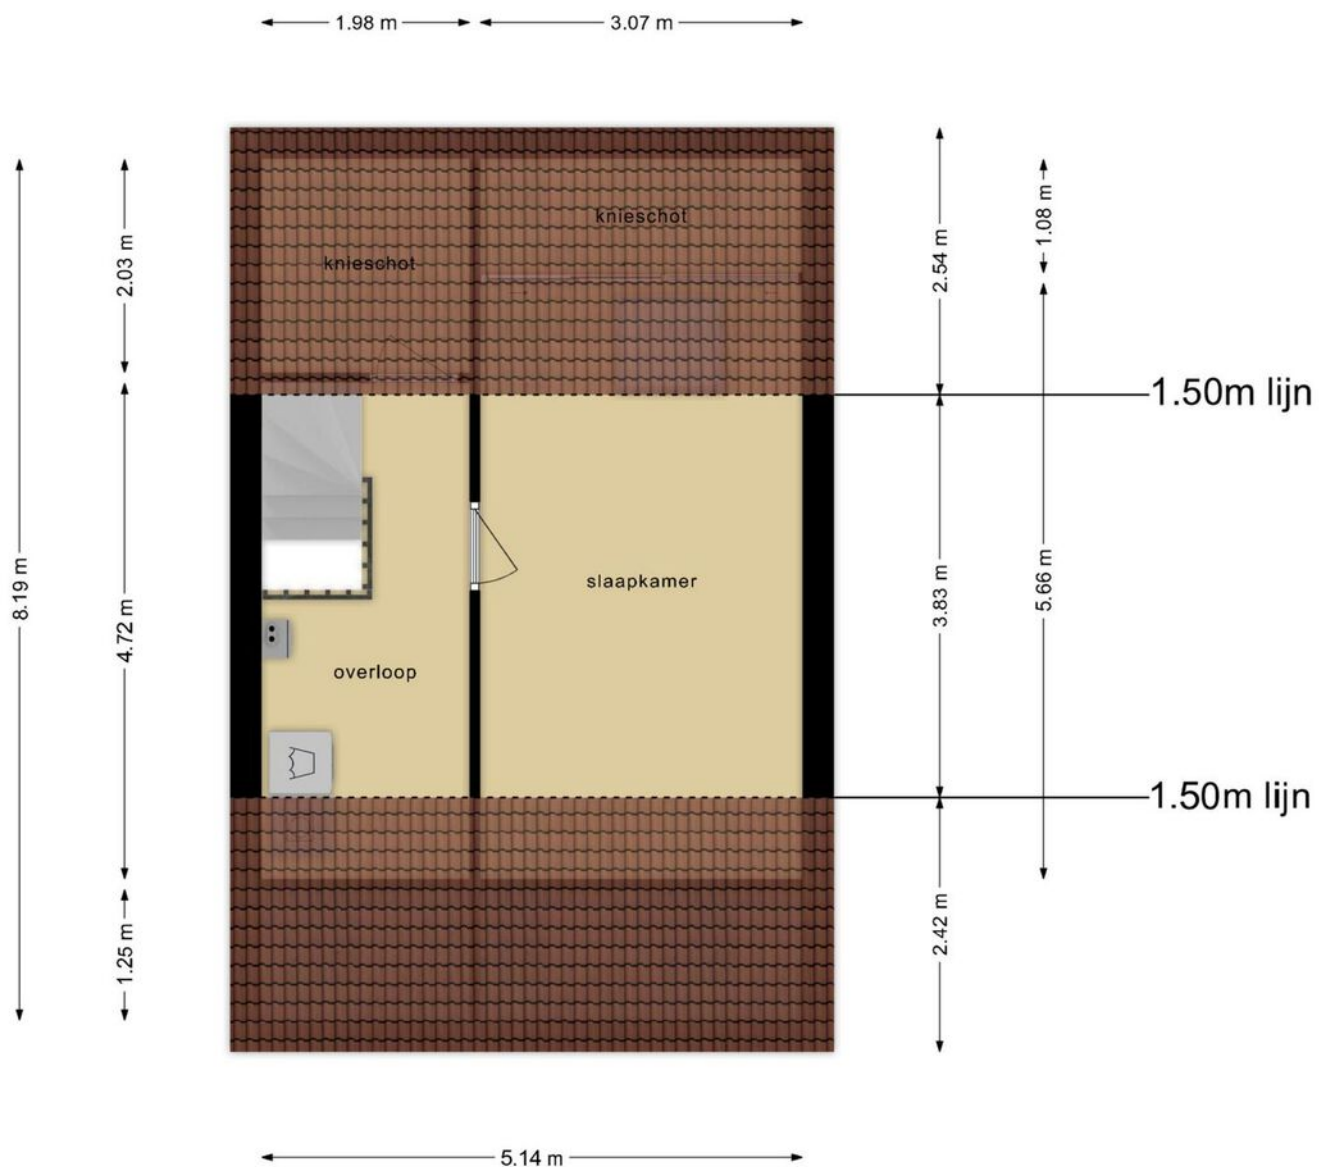 1.98 m
3.07 m
knieschot
knieschot
1.08 m
2.03 m
2.54 m
1.50m lijn
8.19 m
slaapkamer
3.83 m
5.66 m
4.72 m
overloop
1.50m lijn
1.25 m
2.42 m
5.14 m